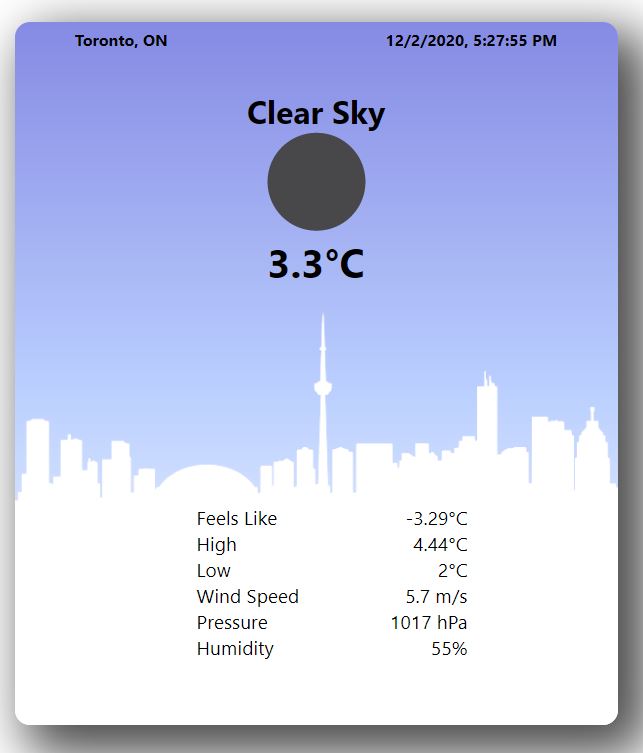 Toronto, ON 12/2/2020, 5:27:55 PM
Clear Sky
3.3°C
Feels Like -3.29°C
High 4.44°C
Low 2°C
Wind Speed 5.7 m/s
Pressure 1017 hPa
Humidity 55%